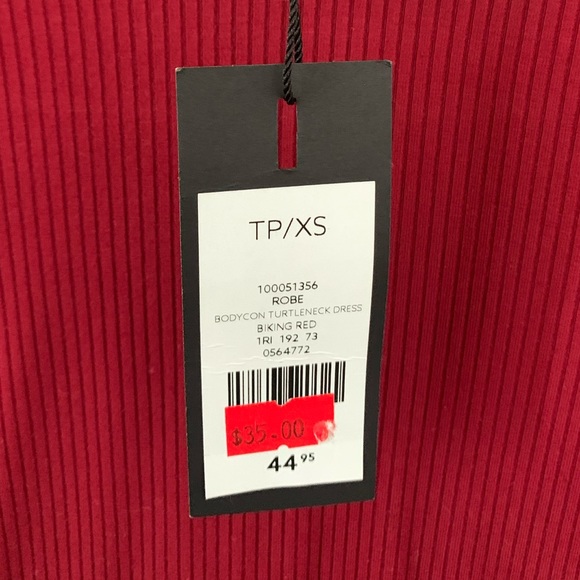 TP/XS
100051356
ROBE
BODYCON TURTLENECK DRESS
BIKING RED
1RI 192 73
0564772
$35.00
44.95